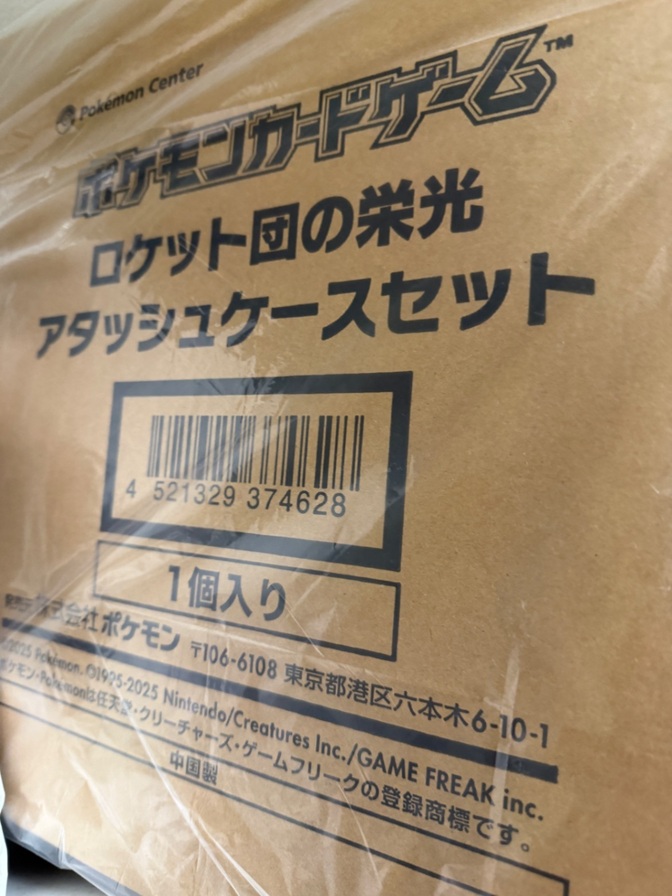 Pokémon Center
ポケモンカードゲーム™
ロケット団の栄光
アタッシュケースセット
4 521329 374628
1個入り
発売元 株式会社ポケモン 〒106-6108 東京都港区六本木6-10-1
©2025 Pokémon. ©1995-2025 Nintendo/Creatures Inc./GAME FREAK inc.
ポケモン・Pokémonは任天堂・クリーチャーズ・ゲームフリークの登録商標です。
中国製